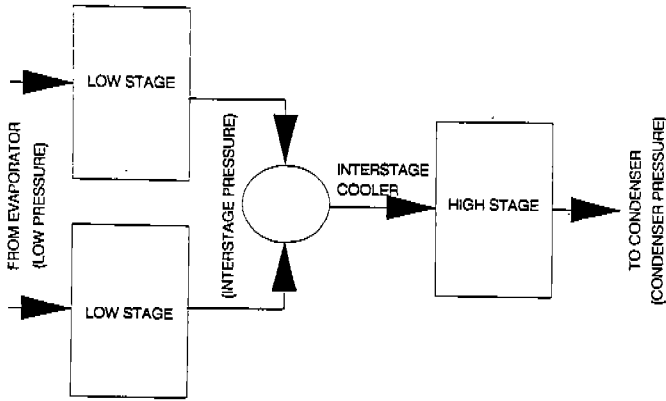 LOW STAGE
FROM EVAPORATOR
(LOW PRESSURE)
LOW STAGE
(INTERSTAGE PRESSURE)
INTERSTAGE
COOLER
HIGH STAGE
TO CONDENSER
(CONDENSER PRESSURE)